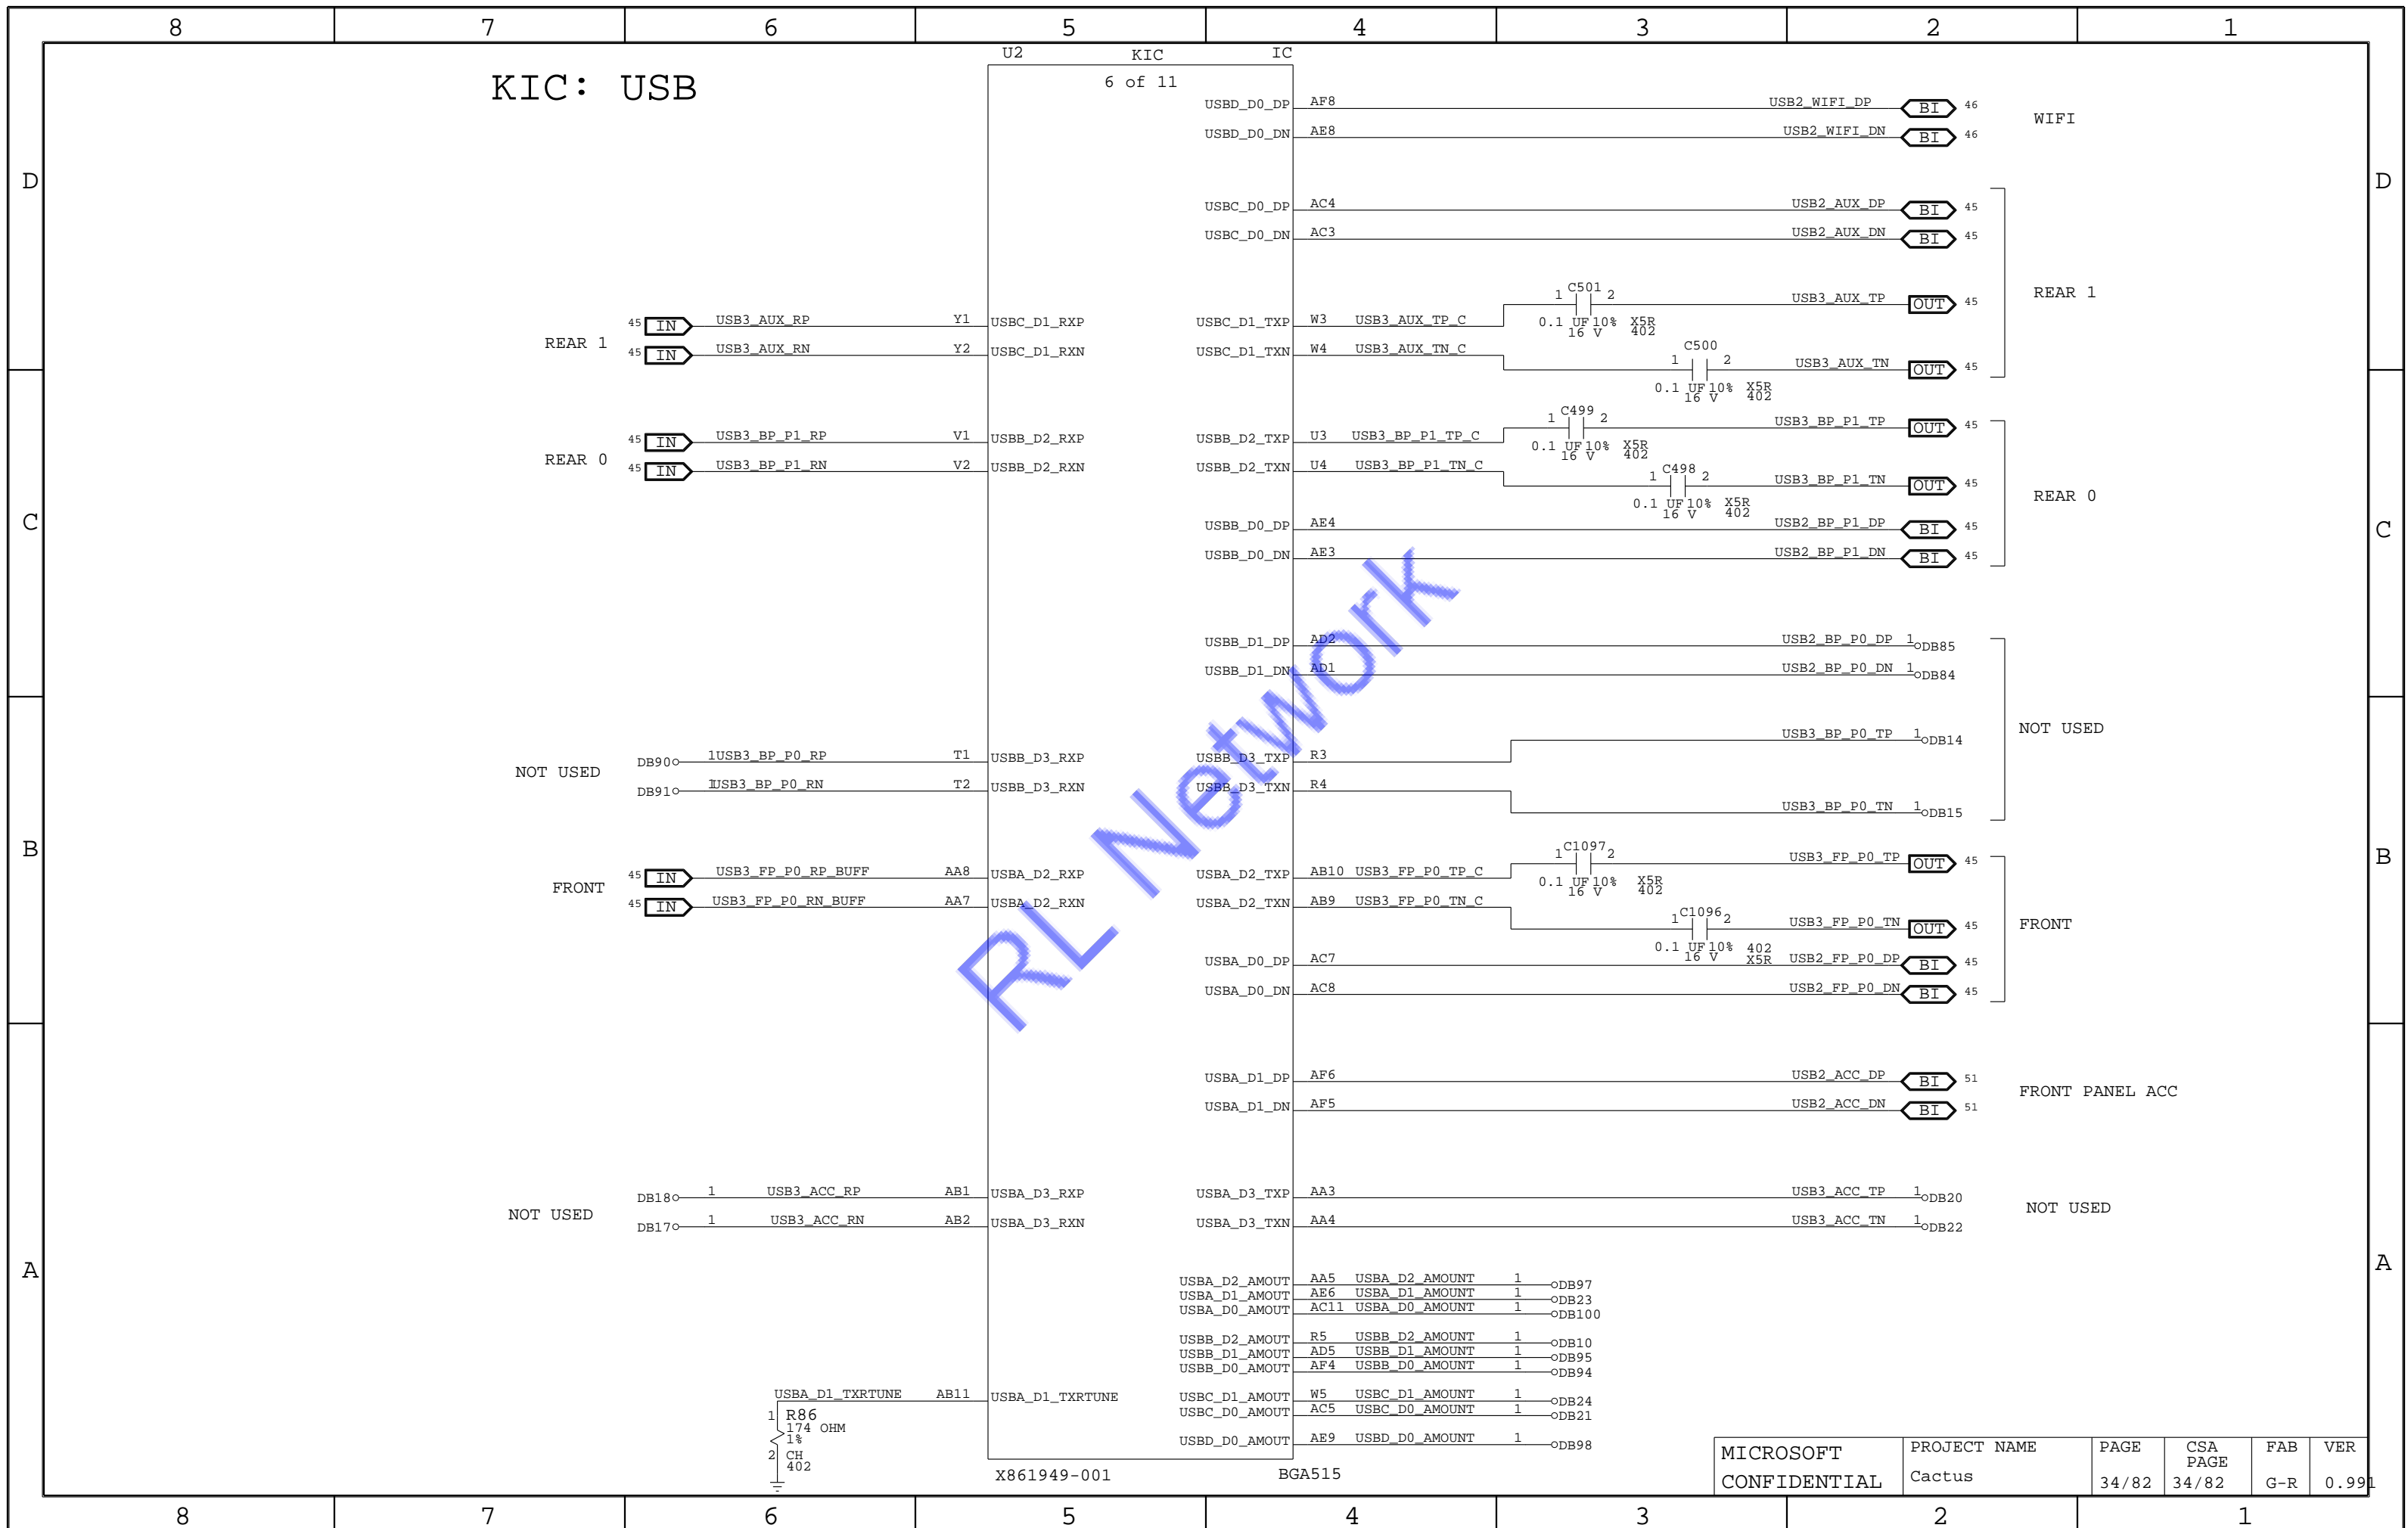 8 7 6 5 4 3 2 1
KIC: USB
U2 KIC IC
6 of 11
USBD_D0_DP AF8 USB2_WIFI_DP BI 46
WIFI
USBD_D0_DN AE8 USB2_WIFI_DN BI 46
D D
USBC_D0_DP AC4 USB2_AUX_DP BI 45
USBC_D0_DN AC3 USB2_AUX_DN BI 45
REAR 1
1 C501 2 USB3_AUX_TP OUT 45
0.1 UF 10% X5R
16 V 402
REAR 1
45 IN USB3_AUX_RP Y1 USBC_D1_RXP USBC_D1_TXP W3 USB3_AUX_TP_C
45 IN USB3_AUX_RN Y2 USBC_D1_RXN USBC_D1_TXN W4 USB3_AUX_TN_C
C500
1 2 USB3_AUX_TN OUT 45
0.1 UF 10% X5R
16 V 402
1 C499 2 USB3_BP_P1_TP OUT 45
0.1 UF 10% X5R
16 V 402
REAR 0
45 IN USB3_BP_P1_RP V1 USBB_D2_RXP USBB_D2_TXP U3 USB3_BP_P1_TP_C
45 IN USB3_BP_P1_RN V2 USBB_D2_RXN USBB_D2_TXN U4 USB3_BP_P1_TN_C
1 C498 2 USB3_BP_P1_TN OUT 45
0.1 UF 10% X5R
16 V 402
REAR 0
C C
USBB_D0_DP AE4 USB2_BP_P1_DP BI 45
USBB_D0_DN AE3 USB2_BP_P1_DN BI 45
USBB_D1_DP AD2 USB2_BP_P0_DP 1 DB85
USBB_D1_DN AD1 USB2_BP_P0_DN 1 DB84
NOT USED
USB3_BP_P0_TP 1 DB14
NOT USED
DB90 1 USB3_BP_P0_RP T1 USBB_D3_RXP USBB_D3_TXP R3
DB91 1 USB3_BP_P0_RN T2 USBB_D3_RXN USBB_D3_TXN R4
USB3_BP_P0_TN 1 DB15
B B
1 C1097 2 USB3_FP_P0_TP OUT 45
0.1 UF 10% X5R
16 V 402
FRONT
45 IN USB3_FP_P0_RP_BUFF AA8 USBA_D2_RXP USBA_D2_TXP AB10 USB3_FP_P0_TP_C
45 IN USB3_FP_P0_RN_BUFF AA7 USBA_D2_RXN USBA_D2_TXN AB9 USB3_FP_P0_TN_C
1 C1096 2 USB3_FP_P0_TN OUT 45
0.1 UF 10% 402
16 V X5R
FRONT
USBA_D0_DP AC7 USB2_FP_P0_DP BI 45
USBA_D0_DN AC8 USB2_FP_P0_DN BI 45
RL Network
USBA_D1_DP AF6 USB2_ACC_DP BI 51
FRONT PANEL ACC
USBA_D1_DN AF5 USB2_ACC_DN BI 51
NOT USED
DB18 1 USB3_ACC_RP AB1 USBA_D3_RXP USBA_D3_TXP AA3 USB3_ACC_TP 1 DB20
DB17 1 USB3_ACC_RN AB2 USBA_D3_RXN USBA_D3_TXN AA4 USB3_ACC_TN 1 DB22
NOT USED
A A
USBA_D2_AMOUT AA5 USBA_D2_AMOUNT 1 DB97
USBA_D1_AMOUT AE6 USBA_D1_AMOUNT 1 DB23
USBA_D0_AMOUT AC11 USBA_D0_AMOUNT 1 DB100
USBB_D2_AMOUT R5 USBB_D2_AMOUNT 1 DB10
USBB_D1_AMOUT AD5 USBB_D1_AMOUNT 1 DB95
USBB_D0_AMOUT AF4 USBB_D0_AMOUNT 1 DB94
USBA_D1_TXRTUNE AB11 USBA_D1_TXRTUNE USBC_D1_AMOUT W5 USBC_D1_AMOUNT 1 DB24
USBC_D0_AMOUT AC5 USBC_D0_AMOUNT 1 DB21
1 R86
174 OHM
1%
2 CH
402
USBD_D0_AMOUT AE9 USBD_D0_AMOUNT 1 DB98
X861949-001 BGA515
MICROSOFT CONFIDENTIAL
PROJECT NAME Cactus
PAGE 34/82
CSA PAGE 34/82
FAB G-R
VER 0.991
8 7 6 5 4 3 2 1